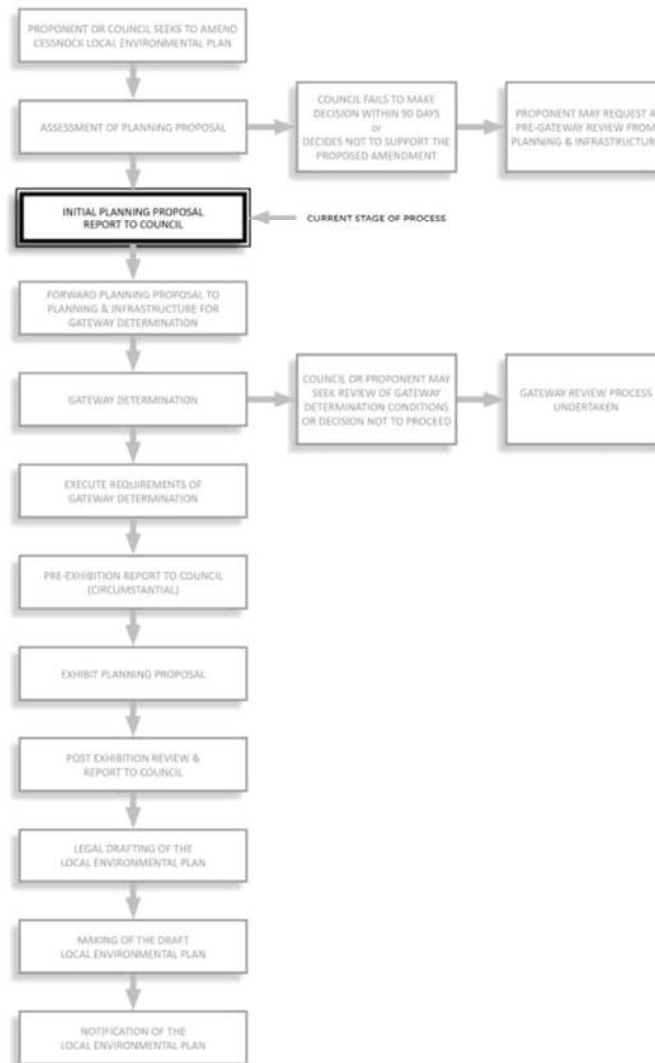 PROPONENT OR COUNCIL SEEKS TO AMEND
CESSNOCK LOCAL ENVIRONMENTAL PLAN
ASSESSMENT OF PLANNING PROPOSAL
COUNCIL FAILS TO MAKE
DECISION WITHIN 90 DAYS
or
DECIDES NOT TO SUPPORT THE
PROPOSED AMENDMENT
PROPONENT MAY REQUEST A
PRE-GATEWAY REVIEW FROM
PLANNING & INFRASTRUCTURE
INITIAL PLANNING PROPOSAL
REPORT TO COUNCIL
CURRENT STAGE OF PROCESS
FORWARD PLANNING PROPOSAL TO
PLANNING & INFRASTRUCTURE FOR
GATEWAY DETERMINATION
GATEWAY DETERMINATION
COUNCIL OR PROPONENT MAY
SEEK REVIEW OF GATEWAY
DETERMINATION CONDITIONS
OR DECISION NOT TO PROCEED
GATEWAY REVIEW PROCESS
UNDERTAKEN
EXECUTE REQUIREMENTS OF
GATEWAY DETERMINATION
PRE-EXHIBITION REPORT TO COUNCIL
(CIRCUMSTANTIAL)
EXHIBIT PLANNING PROPOSAL
POST EXHIBITION REVIEW &
REPORT TO COUNCIL
LEGAL DRAFTING OF THE
LOCAL ENVIRONMENTAL PLAN
MAKING OF THE DRAFT
LOCAL ENVIRONMENTAL PLAN
NOTIFICATION OF THE
LOCAL ENVIRONMENTAL PLAN